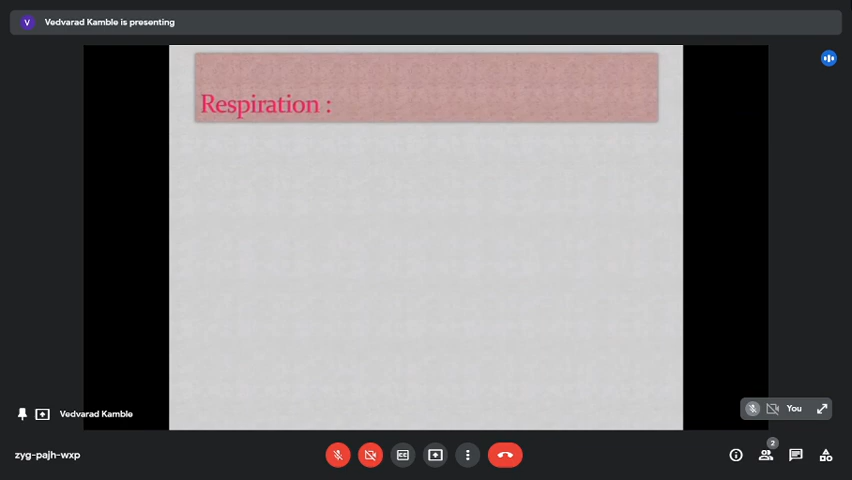 V Vedvarad Kamble is presenting
Respiration :
Vedvarad Kamble
You
zyg-pajh-wxp
2